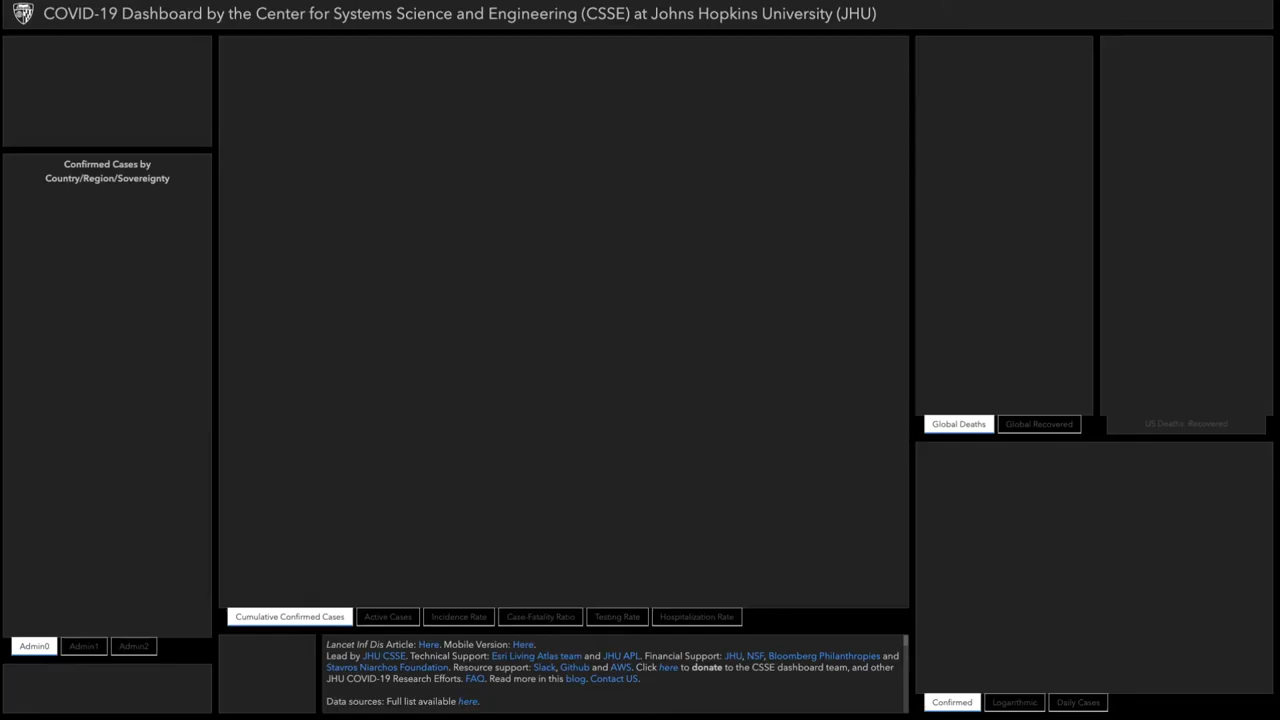 COVID-19 Dashboard by the Center for Systems Science and Engineering (CSSE) at Johns Hopkins University (JHU)
Confirmed Cases by
Country/Region/Sovereignty
Admin0 Admin1 Admin2
Cumulative Confirmed Cases Active Cases Incidence Rate Case-Fatality Ratio Testing Rate Hospitalization Rate
Lancet Inf Dis Article: Here. Mobile Version: Here.
Lead by JHU CSSE. Technical Support: Esri Living Atlas team and JHU APL. Financial Support: JHU, NSF, Bloomberg Philanthropies and
Stavros Niarchos Foundation. Resource support: Slack, Github and AWS. Click here to donate to the CSSE dashboard team, and other
JHU COVID-19 Research Efforts. FAQ. Read more in this blog. Contact US.
Data sources: Full list available here.
Global Deaths Global Recovered
US Deaths, Recovered
Confirmed Logarithmic Daily Cases